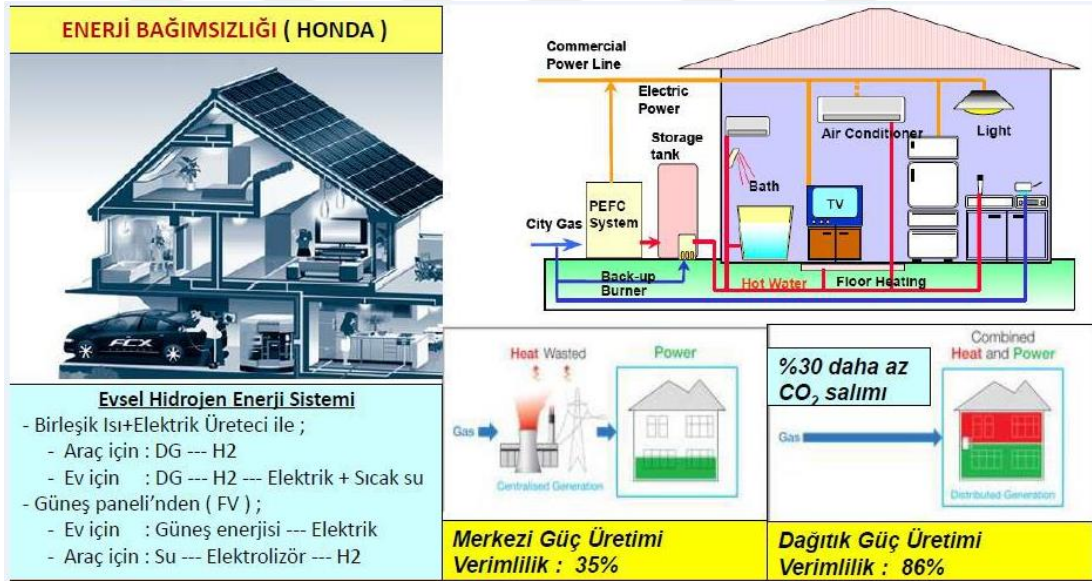 ENERJİ BAĞIMSIZLIĞI ( HONDA )
FCX
Evsel Hidrojen Enerji Sistemi
- Birleşik Isı+Elektrik Üreteci ile ;
- Araç için : DG --- H2
- Ev için : DG --- H2 --- Elektrik + Sıcak su
- Güneş paneli'nden ( FV ) ;
- Ev için : Güneş enerjisi --- Elektrik
- Araç için : Su --- Elektrolizör --- H2
Commercial
Power Line
Electric
Power
Storage
tank
Air Conditioner
Light
Bath
TV
PEFC
System
City Gas
Back-up
Burner
Hot Water
Floor Heating
Heat Wasted
Power
Gas
Centralised Generation
Merkezi Güç Üretimi
Verimlilik : 35%
%30 daha az
CO2 salımı
Combined
Heat and Power
Gas
Distributed Generation
Dağıtık Güç Üretimi
Verimlilik : 86%